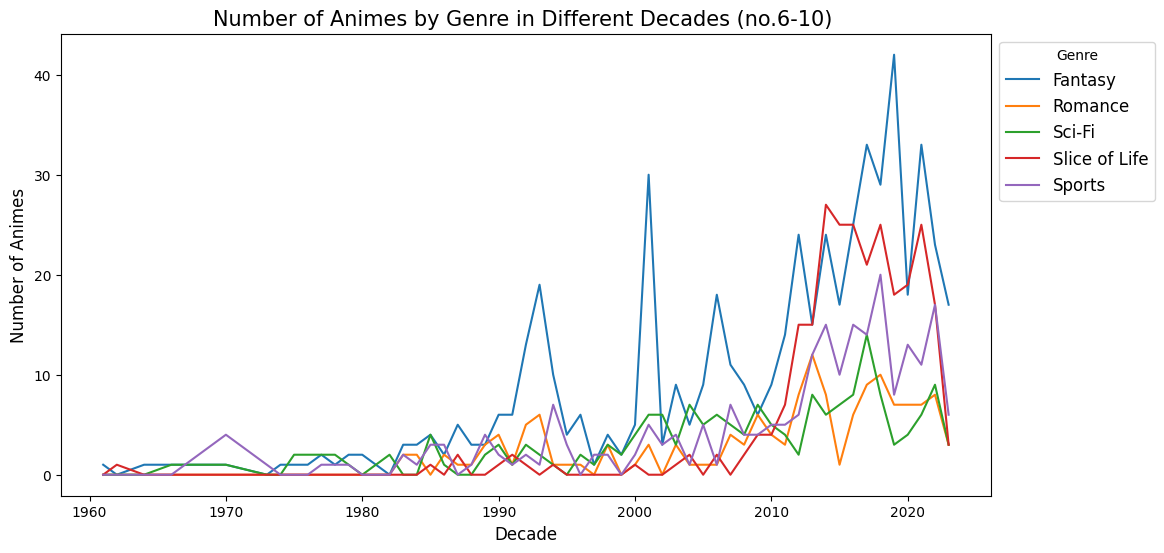 Number of Animes by Genre in Different Decades (no.6-10)
Number of Animes
40
30
20
10
0
1960
1970
1980
1990
2000
2010
2020
Decade
Genre
Fantasy
Romance
Sci-Fi
Slice of Life
Sports